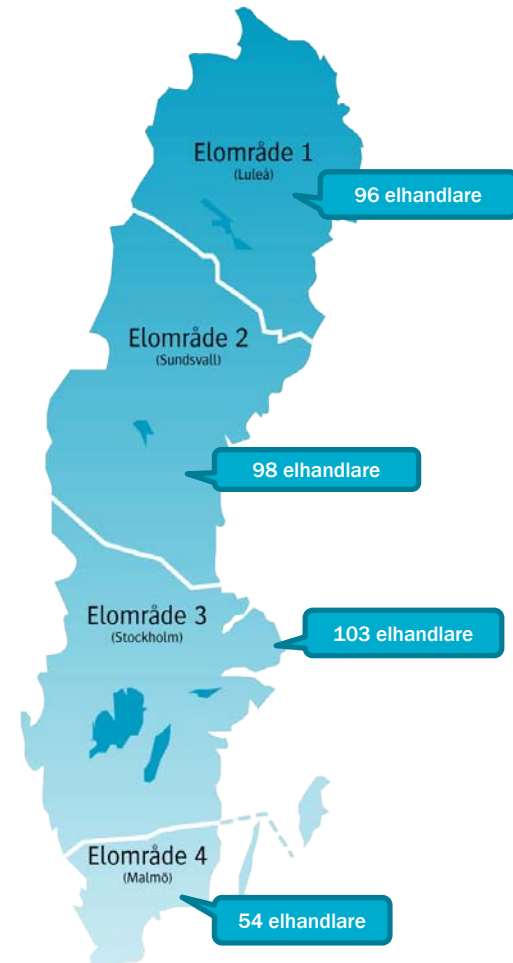 Elområde 1
(Luleå)
96 elhandlare
Elområde 2
(Sundsvall)
98 elhandlare
Elområde 3
(Stockholm)
103 elhandlare
Elområde 4
(Malmö)
54 elhandlare